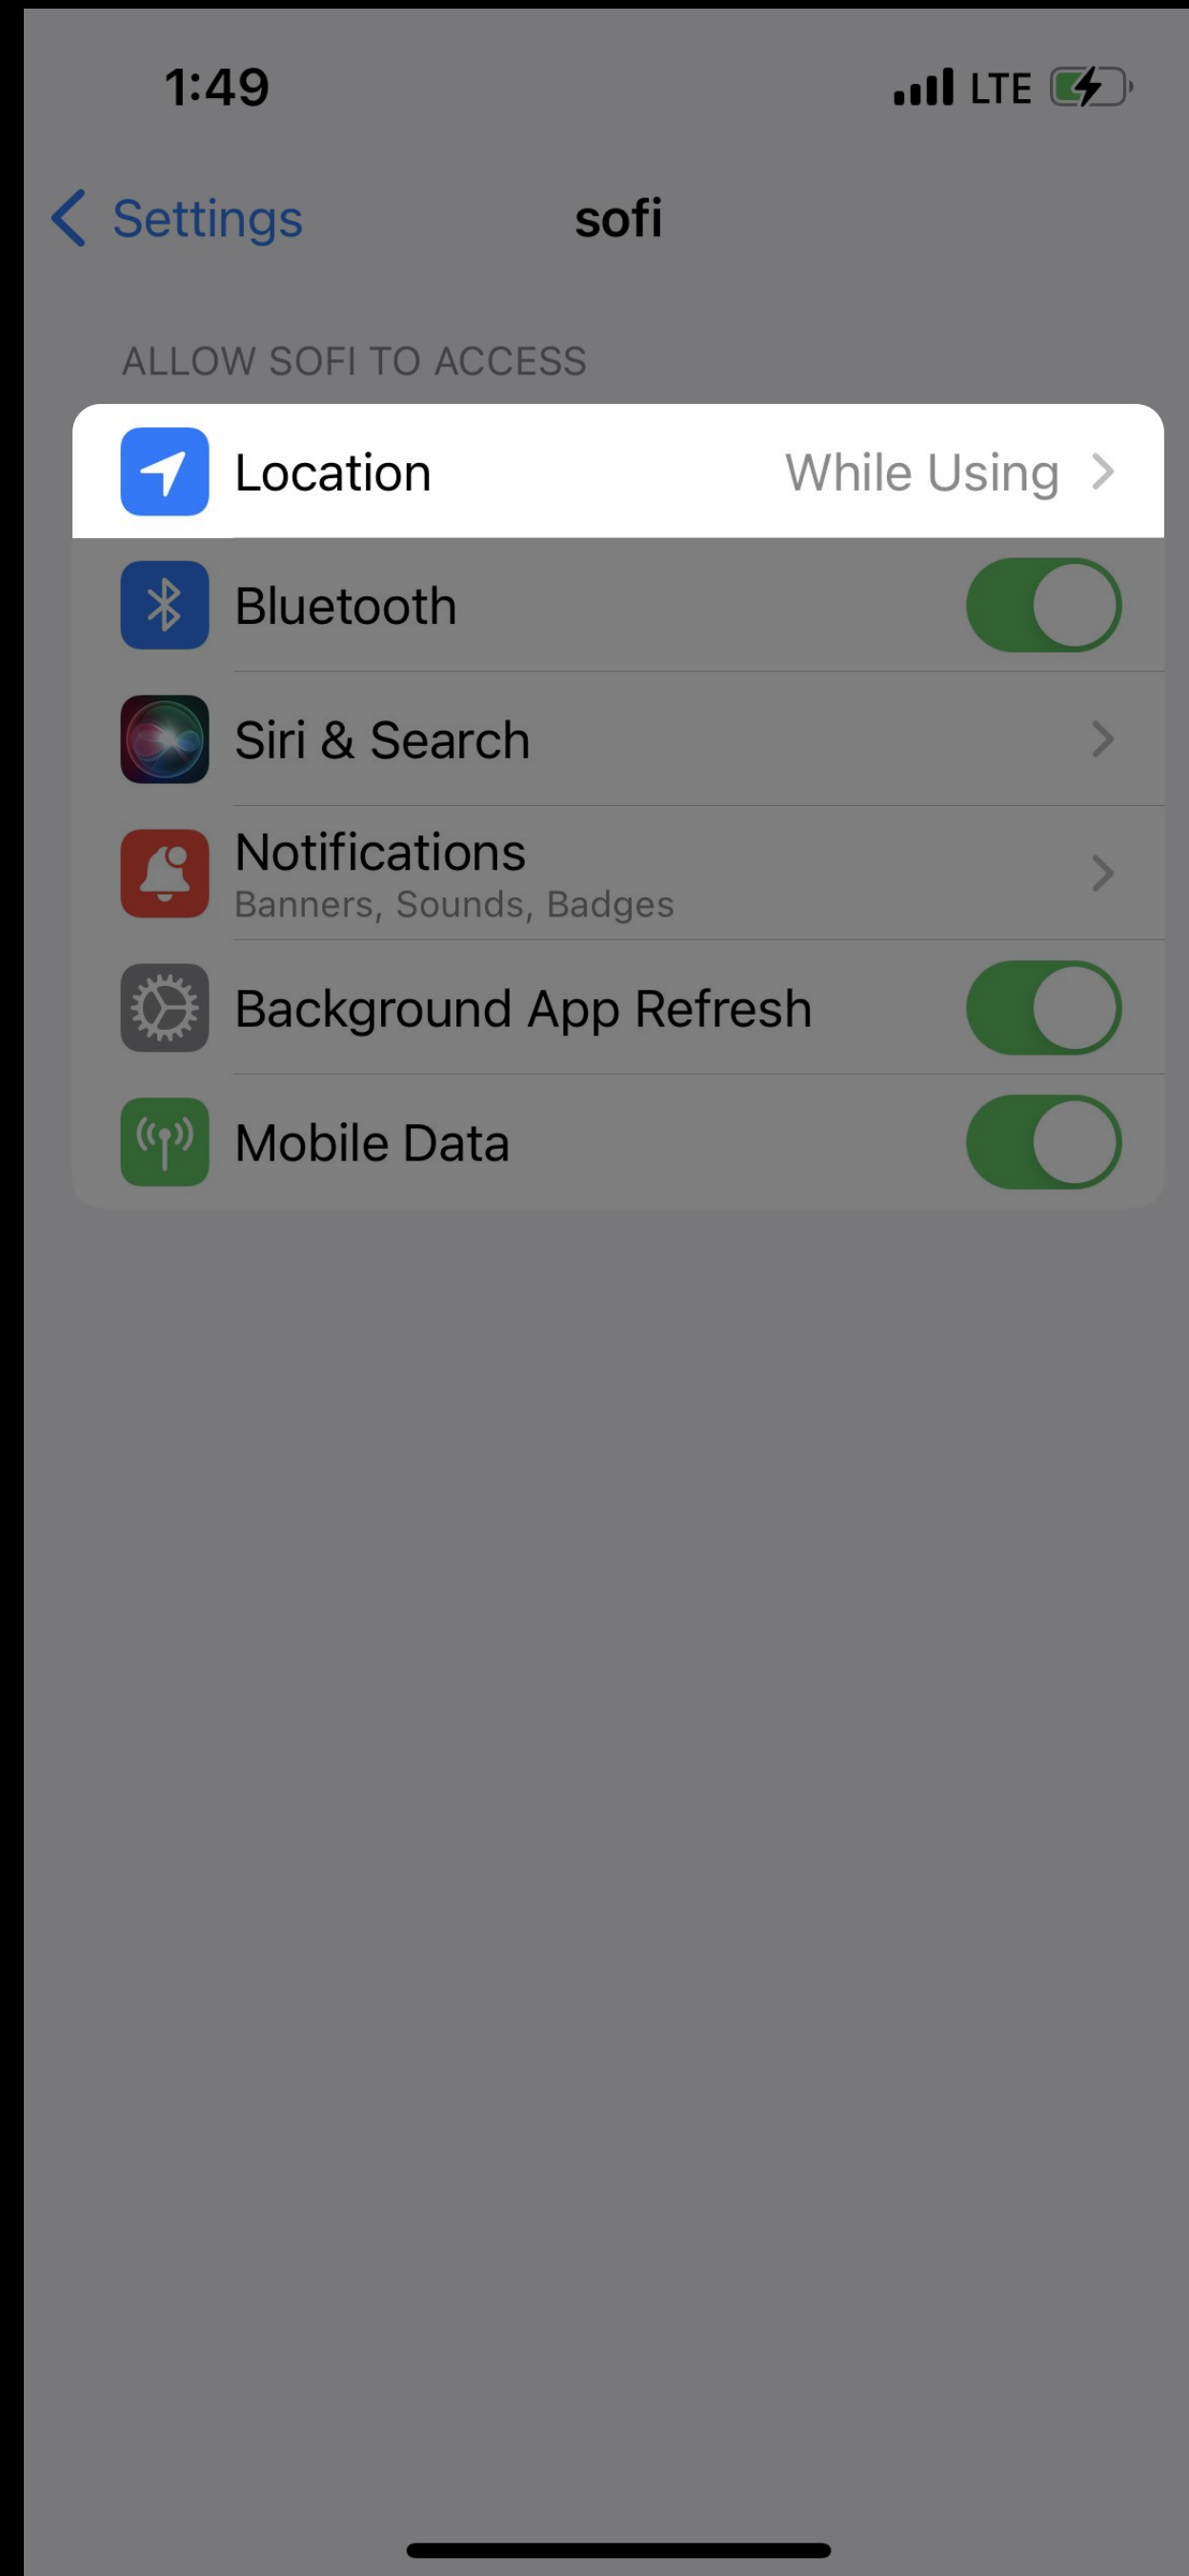 1:49 LTE
Settings sofi
ALLOW SOFI TO ACCESS
Location While Using
Bluetooth
Siri & Search
Notifications
Banners, Sounds, Badges
Background App Refresh
Mobile Data